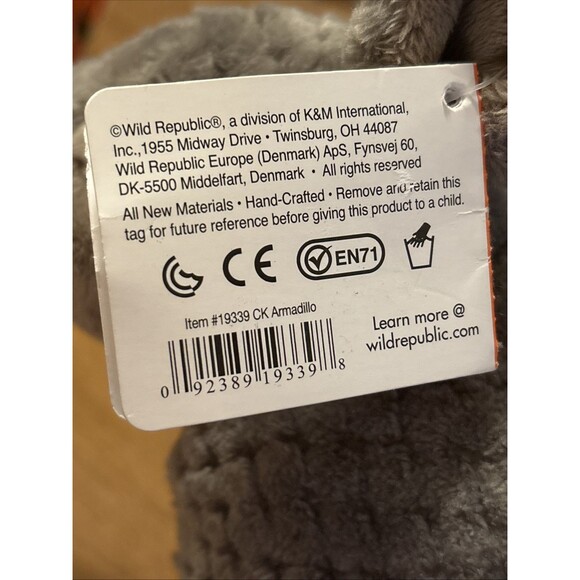 ©Wild Republic®, a division of K&M International,
Inc.,1955 Midway Drive • Twinsburg, OH 44087
Wild Republic Europe (Denmark) ApS, Fynsvej 60,
DK-5500 Middelfart, Denmark • All rights reserved
All New Materials • Hand-Crafted • Remove and retain this
tag for future reference before giving this product to a child.
CE
EN71
Item #19339 CK Armadillo
0 92389 19339 8
Learn more @
wildrepublic.com